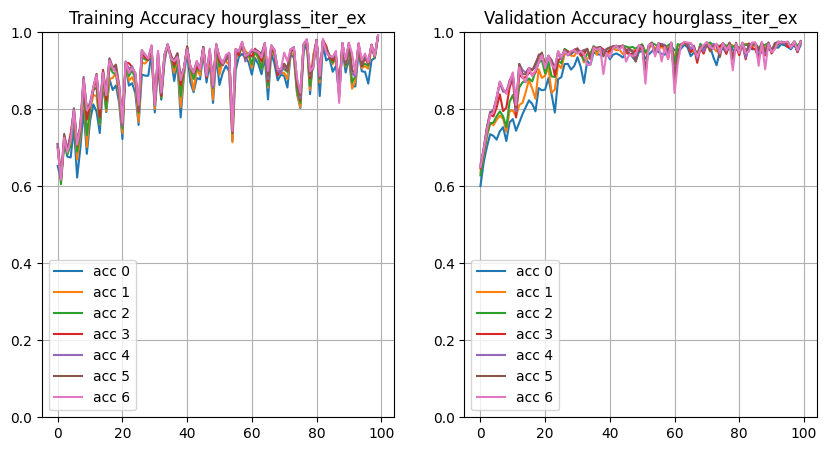 Training Accuracy hourglass_iter_ex
1.0
0.8
0.6
0.4
0.2
0.0
0
20
40
60
80
100
acc 0
acc 1
acc 2
acc 3
acc 4
acc 5
acc 6
Validation Accuracy hourglass_iter_ex
1.0
0.8
0.6
0.4
0.2
0.0
0
20
40
60
80
100
acc 0
acc 1
acc 2
acc 3
acc 4
acc 5
acc 6